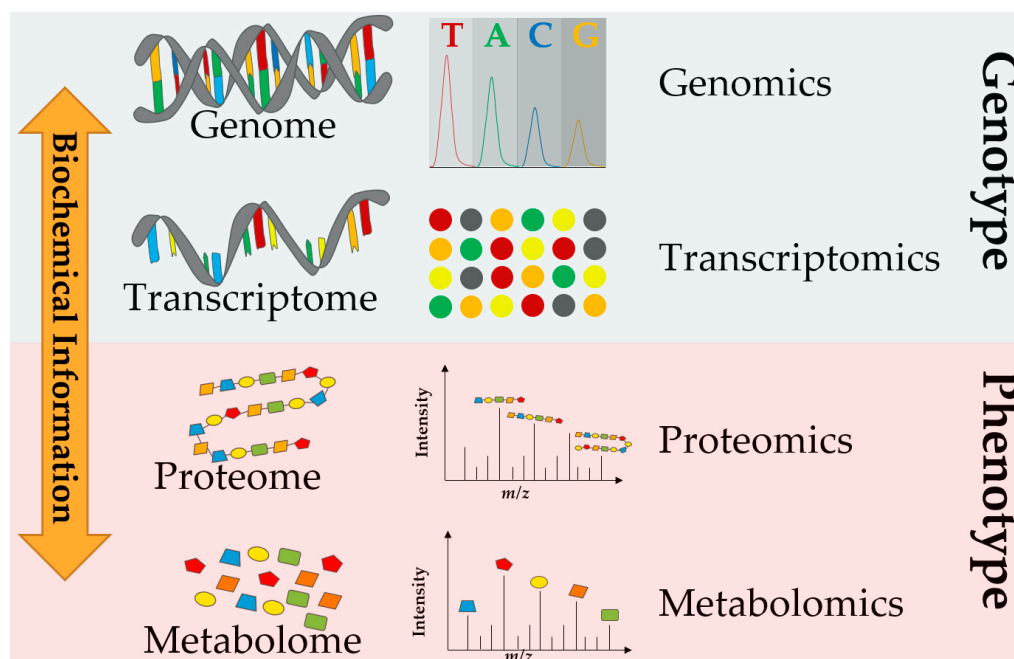 T A C G
Genome
Genomics
Genotype
Biochemical Information
Transcriptome
Transcriptomics
Intensity
m/z
Proteome
Proteomics
Phenotype
Intensity
m/z
Metabolome
Metabolomics